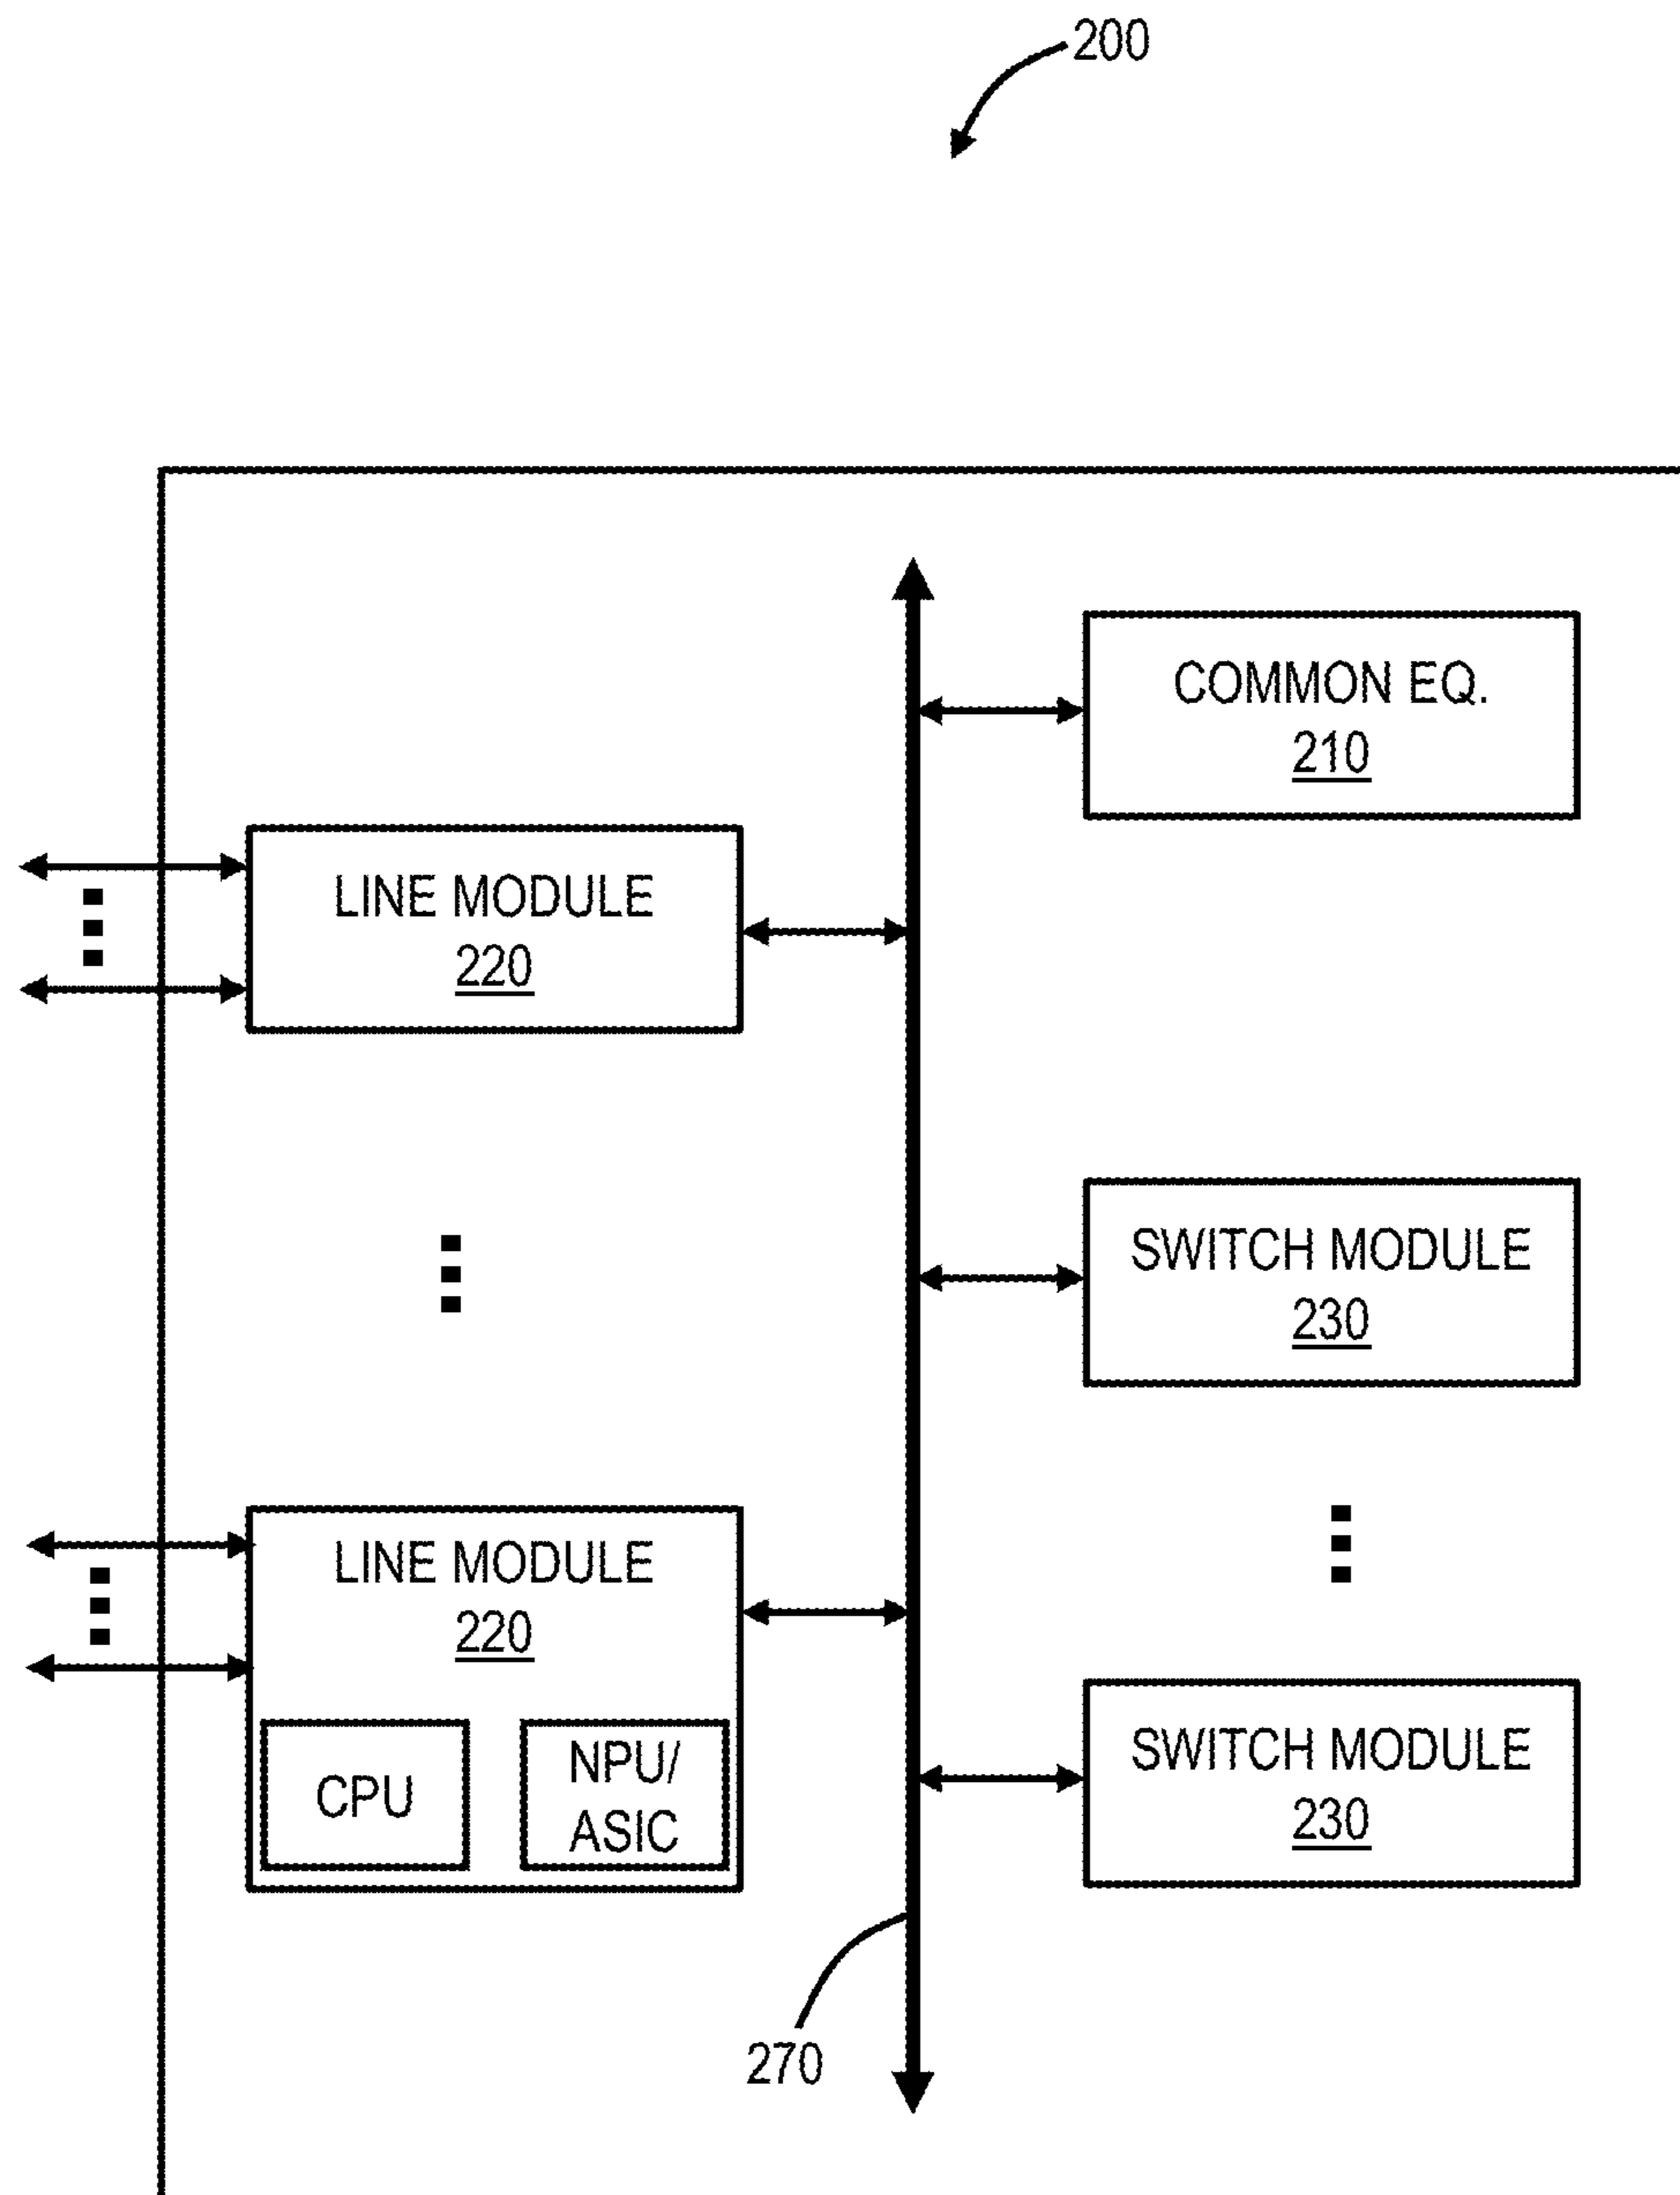 200
COMMON EQ.
210
LINE MODULE
220
SWITCH MODULE
230
LINE MODULE
220
CPU
NPU/
ASIC
SWITCH MODULE
230
270